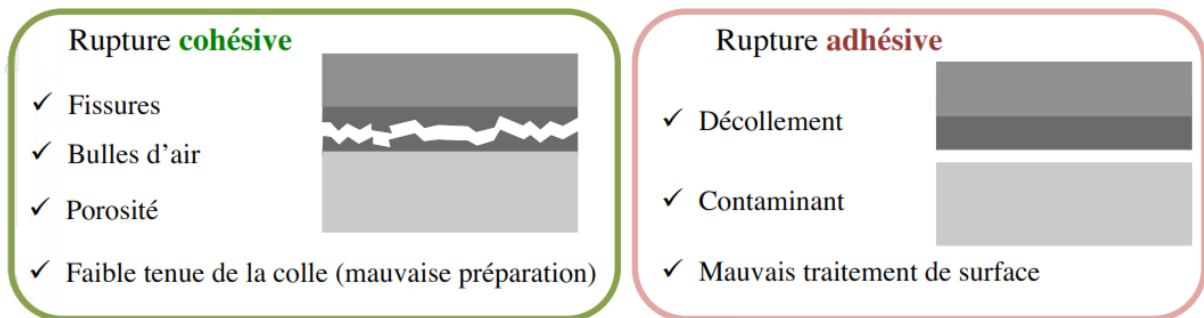 Rupture cohésive
✓ Fissures
✓ Bulles d'air
✓ Porosité
✓ Faible tenue de la colle (mauvaise préparation)
Rupture adhésive
✓ Décollement
✓ Contaminant
✓ Mauvais traitement de surface